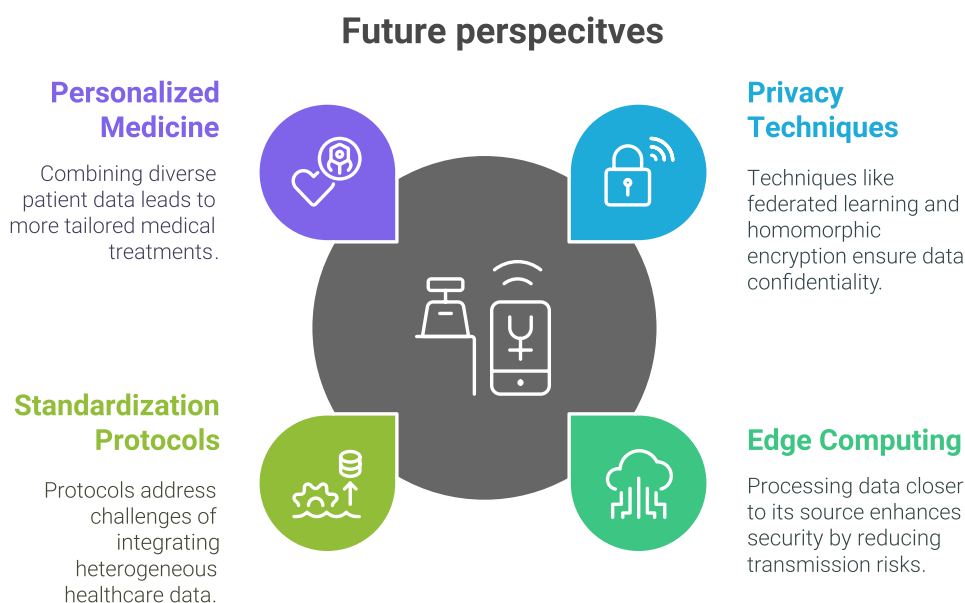 Future perspecitves
Personalized
Medicine
Combining diverse
patient data leads to
more tailored medical
treatments.
Privacy
Techniques
Techniques like
federated learning and
homomorphic
encryption ensure data
confidentiality.
Standardization
Protocols
Protocols address
challenges of
integrating
heterogeneous
healthcare data.
Edge Computing
Processing data closer
to its source enhances
security by reducing
transmission risks.